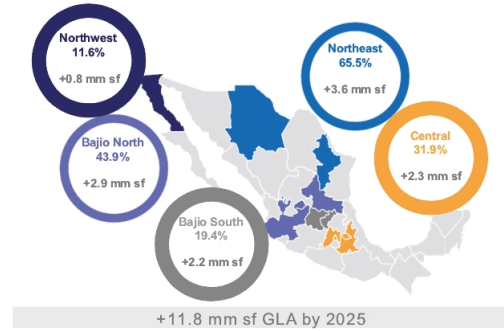 Northwest
11.6%
+0.8 mm sf
Northeast
65.5%
+3.6 mm sf
Bajio North
43.9%
+2.9 mm sf
Central
31.9%
+2.3 mm sf
Bajio South
19.4%
+2.2 mm sf
+11.8 mm sf GLA by 2025